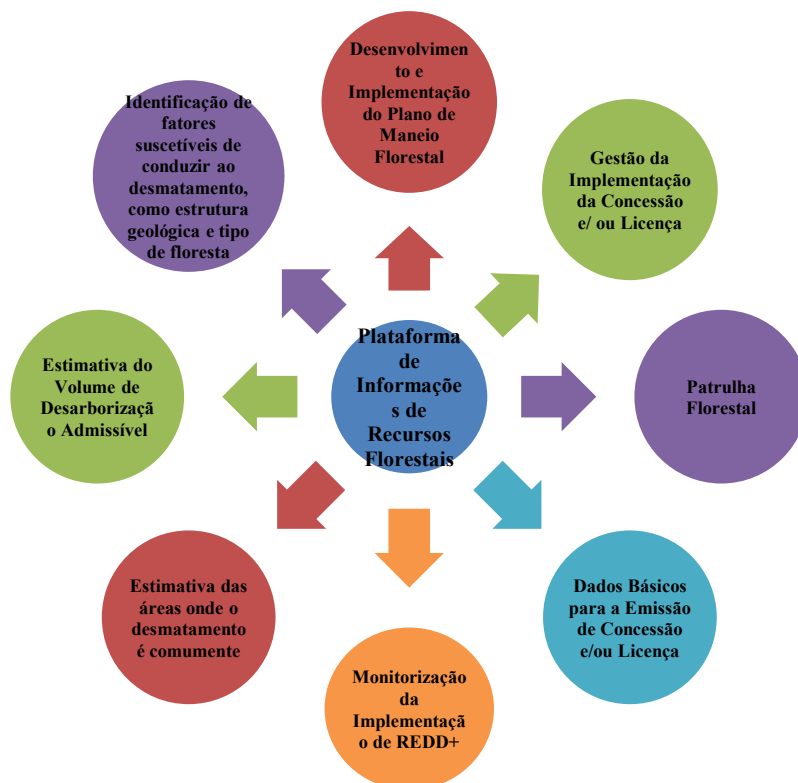 Desenvolvimen
to e
Implementação
do Plano de
Maneio
Florestal
Gestão da
Implementação
da Concessão
e/ ou Licença
Patrulha
Florestal
Dados Básicos
para a Emissão
de Concessão
e/ou Licença
Monitorização
da
Implementaçã
o de REDD+
Estimativa das
áreas onde o
desmatamento
é comumente
Estimativa do
Volume de
Desarborizaçã
o Admissível
Identificação de
fatores
suscetíveis de
conduzir ao
desmatamento,
como estrutura
geológica e tipo
de floresta
Plataforma
de
Informaçõe
s de
Recursos
Florestais